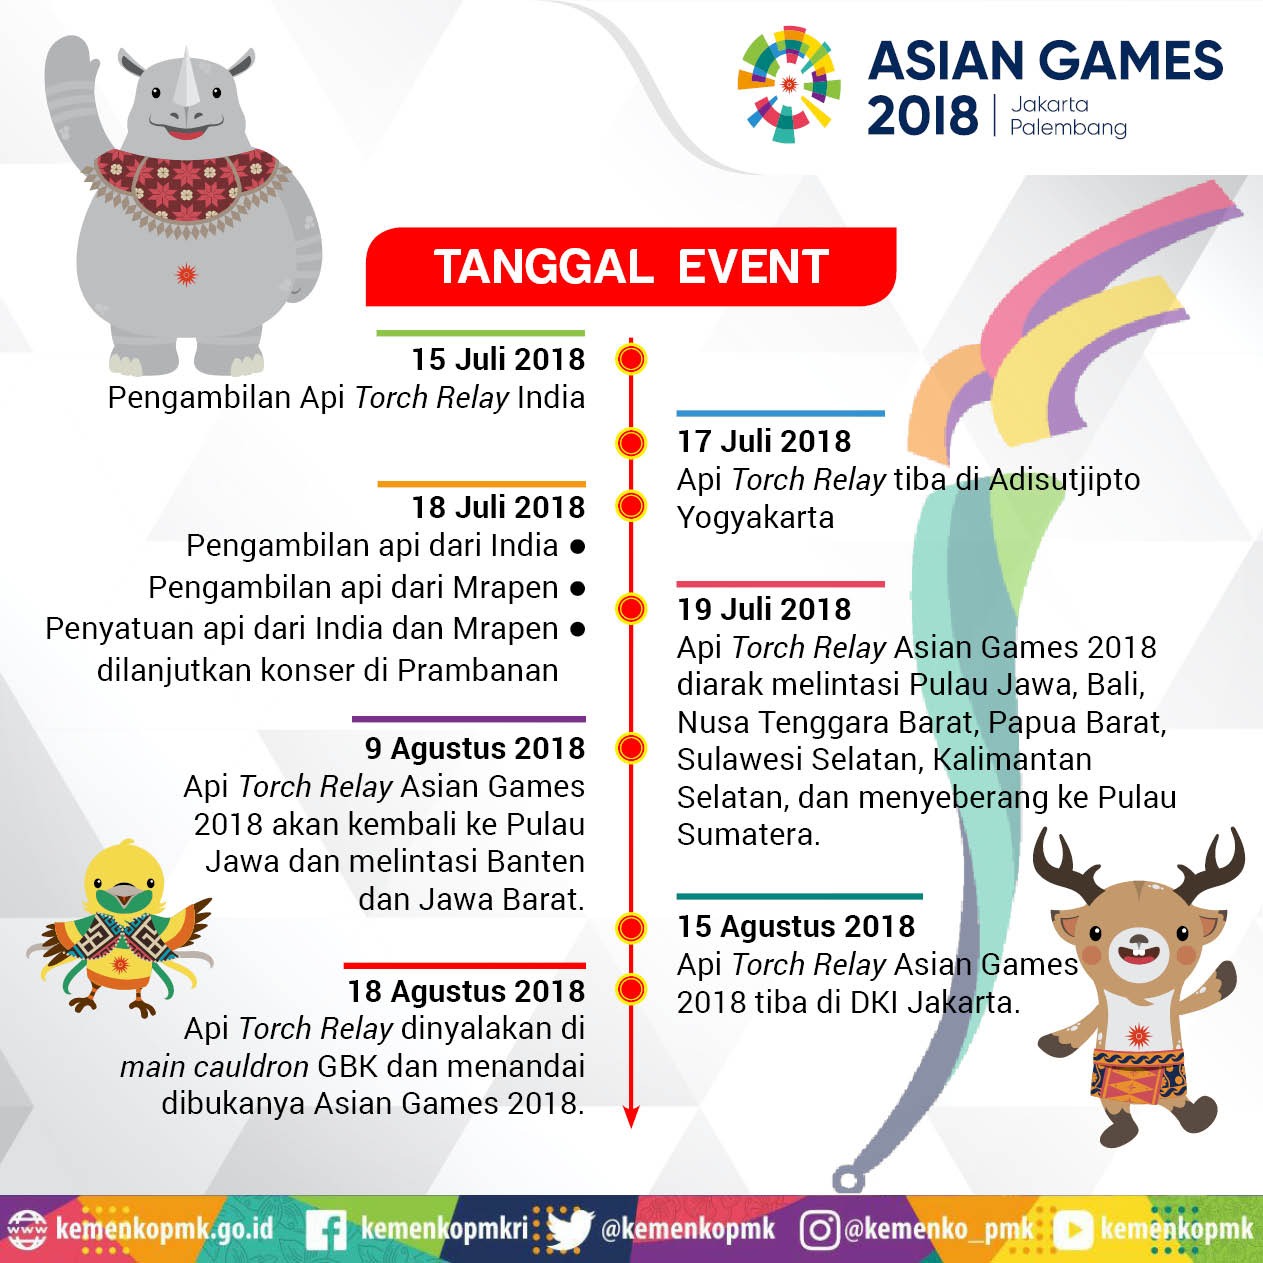 ASIAN GAMES
2018
Jakarta
Palembang
TANGGAL EVENT
15 Juli 2018
Pengambilan Api Torch Relay India
17 Juli 2018
Api Torch Relay tiba di Adisutjipto
Yogyakarta
18 Juli 2018
Pengambilan api dari India ●
Pengambilan api dari Mrapen ●
Penyatuan api dari India dan Mrapen ●
dilanjutkan konser di Prambanan
19 Juli 2018
Api Torch Relay Asian Games 2018
diarak melintasi Pulau Jawa, Bali,
Nusa Tenggara Barat, Papua Barat,
Sulawesi Selatan, Kalimantan
Selatan, dan menyeberang ke Pulau
Sumatera.
9 Agustus 2018
Api Torch Relay Asian Games
2018 akan kembali ke Pulau
Jawa dan melintasi Banten
dan Jawa Barat.
15 Agustus 2018
Api Torch Relay Asian Games
2018 tiba di DKI Jakarta.
18 Agustus 2018
Api Torch Relay dinyalakan di
main cauldron GBK dan menandai
dibukanya Asian Games 2018.
www kemenkopmk.go.id kemenkopmkri @kemenkopmk @kemenko_pmk kemenkopmk